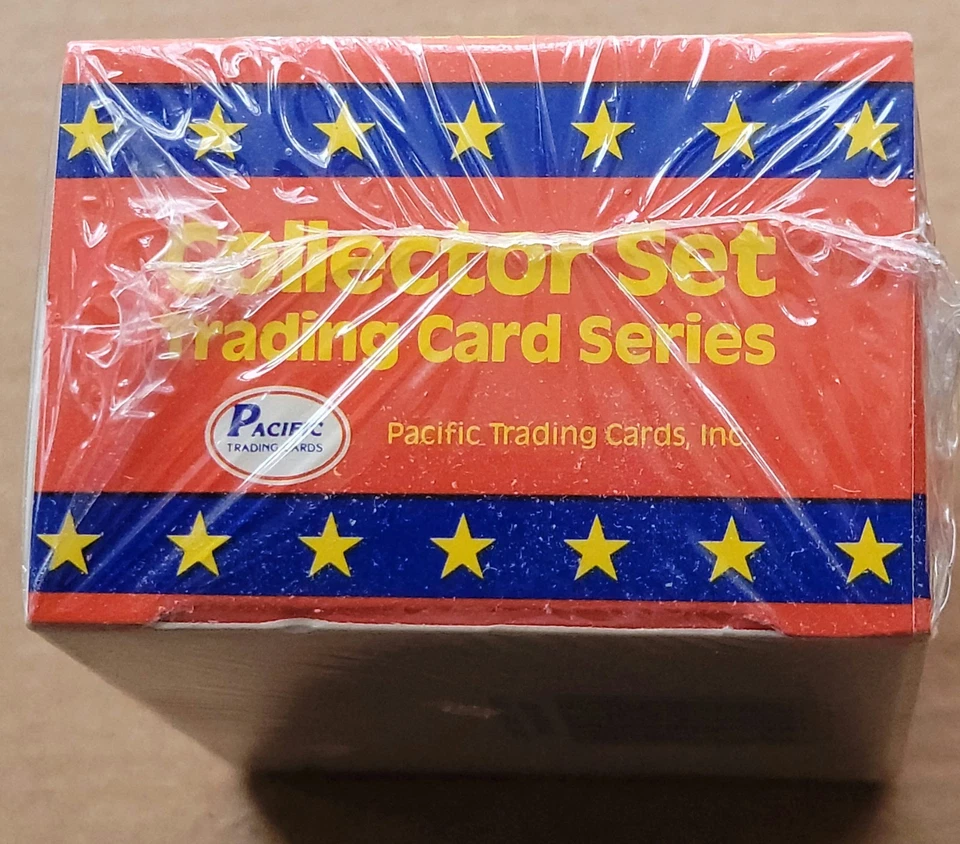 Collector Set
Trading Card Series
PACIFIC
TRADING CARDS
Pacific Trading Cards, Inc.